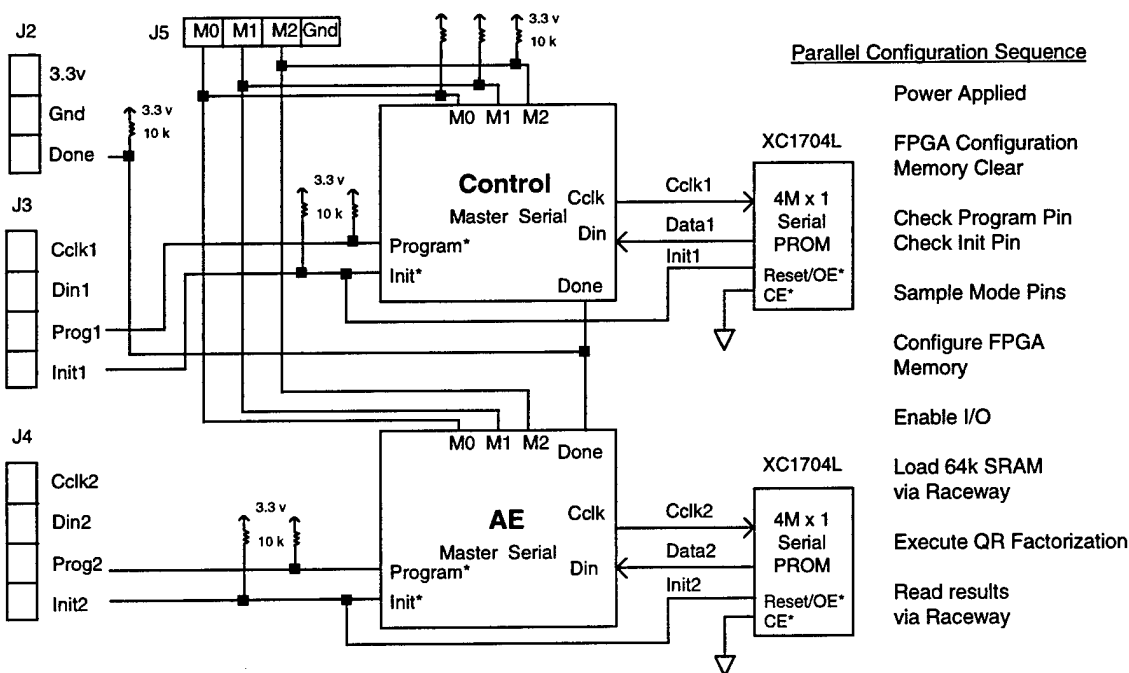 J2
3.3v
Gnd
Done
3.3 v
10 k
J5
M0 M1 M2 Gnd
3.3 v
10 k
J3
Cclk1
Din1
Prog1
Init1
3.3 v
10 k
M0 M1 M2
Control
Master Serial
Program*
Init*
Cclk
Din
Done
Cclk1
Data1
Init1
XC1704L
4M x 1
Serial
PROM
Reset/OE*
CE*
J4
Cclk2
Din2
Prog2
Init2
3.3 v
10 k
M0 M1 M2
Done
AE
Master Serial
Program*
Init*
Cclk
Din
Cclk2
Data2
Init2
XC1704L
4M x 1
Serial
PROM
Reset/OE*
CE*
Parallel Configuration Sequence
Power Applied
FPGA Configuration
Memory Clear
Check Program Pin
Check Init Pin
Sample Mode Pins
Configure FPGA
Memory
Enable I/O
Load 64k SRAM
via Raceway
Execute QR Factorization
Read results
via Raceway